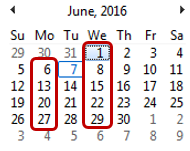 June, 2016
Su Mo Tu We Th Fr Sa
29 30 31 1 2 3 4
5 6 7 8 9 10 11
12 13 14 15 16 17 18
19 20 21 22 23 24 25
26 27 28 29 30 1 2
3 4 5 6 7 8 9